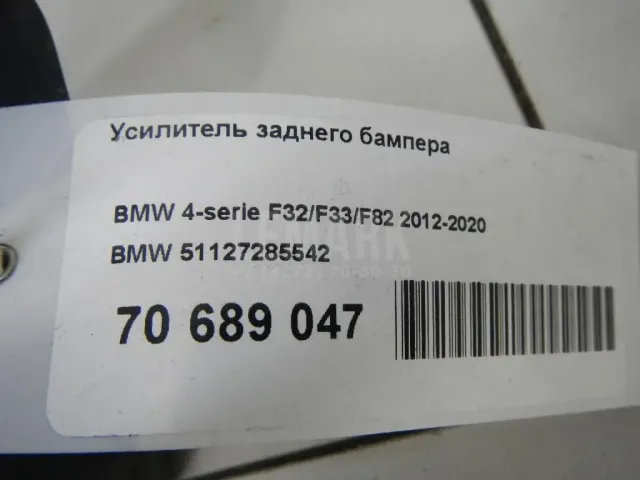 Усилитель заднего бампера
BMW 4-serie F32/F33/F82 2012-2020
BMW 51127285542
70 689 047